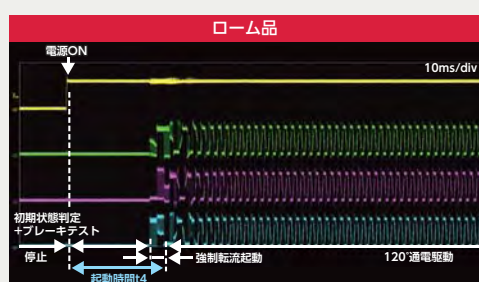 ローム品
電源ON
10ms/div
初期状態判定
+ブレーキテスト
停止
強制転流起動
120°通電駆動
起動時間t4